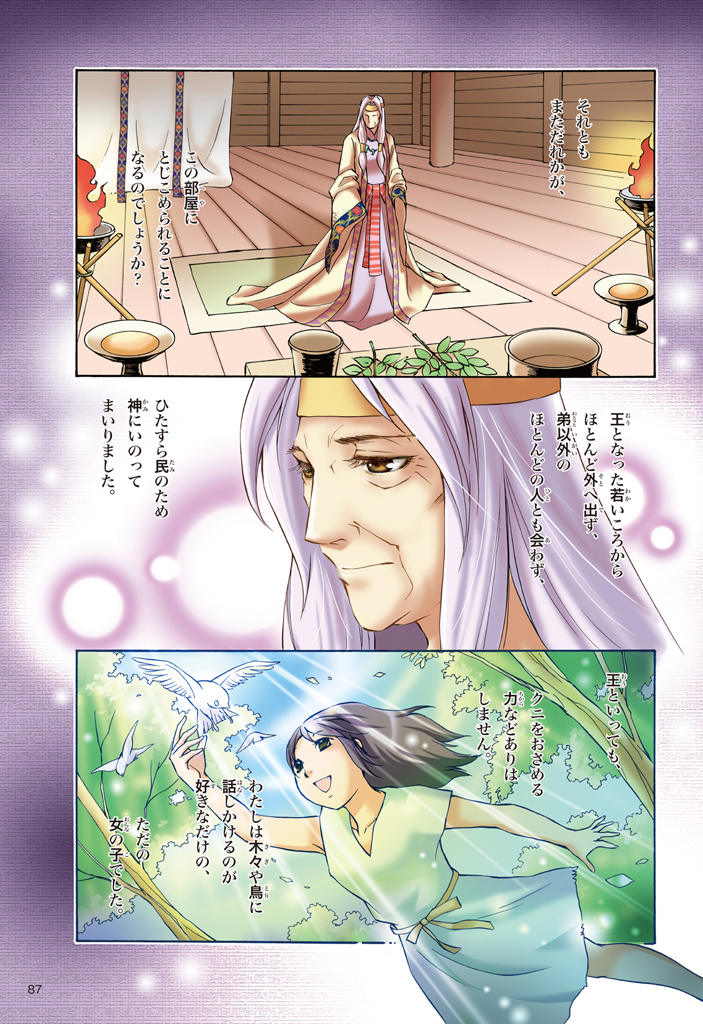 それとも
まただれかが、
この部屋に
とじこめられることに
なるのでしょうか？
王となった若いころから
ほとんど外へ出ず、
弟以外の
ほとんどの人とも会わず、
ひたすら民のため
神にいのって
まいりました。
王といっても、
クニをおさめる
力などありは
しません。
わたしは木々や鳥に
話しかけるのが
好きなだけの、
ただの
女の子でした。
87